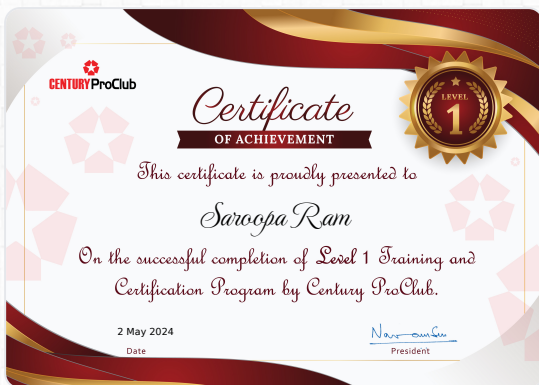 CENTURY ProClub
Certificate
OF ACHIEVEMENT
LEVEL
1
This certificate is proudly presented to
Saroopa Ram
On the successful completion of Level 1 Training and
Certification Program by Century ProClub.
2 May 2024
Date
President